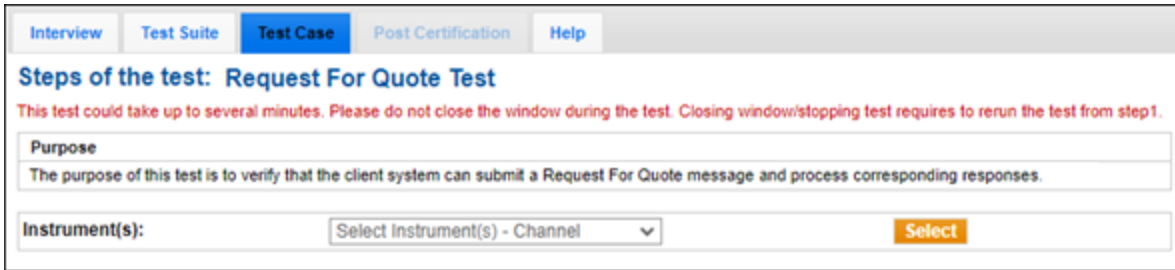 Interview Test Suite Test Case Post Certification Help
Steps of the test: Request For Quote Test
This test could take up to several minutes. Please do not close the window during the test. Closing window/stopping test requires to rerun the test from step1.
Purpose
The purpose of this test is to verify that the client system can submit a Request For Quote message and process corresponding responses.
Instrument(s): Select Instrument(s) - Channel Select